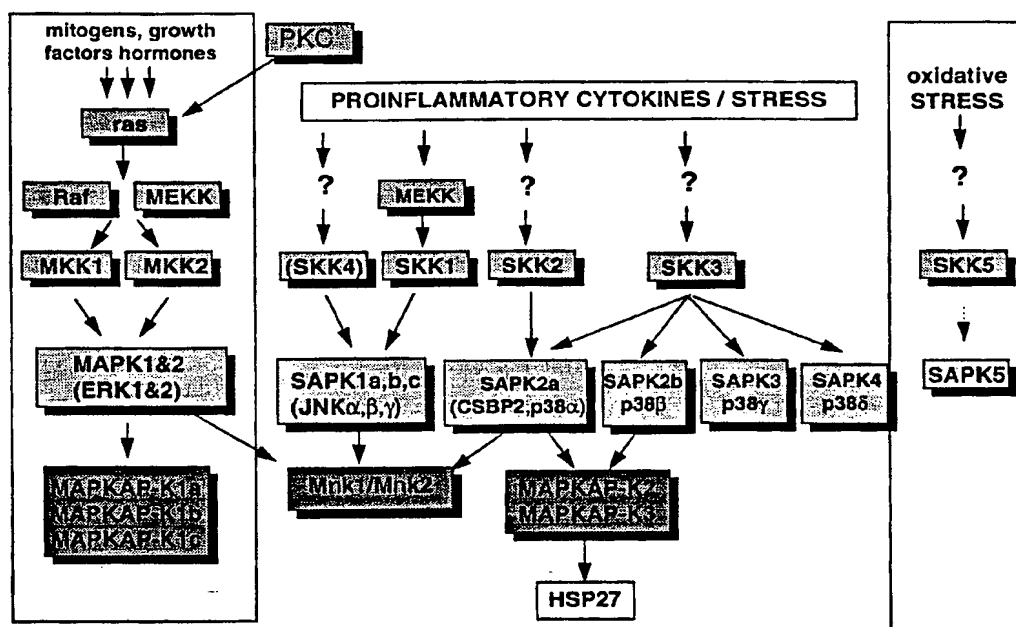 mitogens, growth
factors hormones
PKC
ras
Raf
MEKK
MKK1
MKK2
MAPK1&2
(ERK1&2)
MAPKAP-K1a
MAPKAP-K1b
MAPKAP-K1c
PROINFLAMMATORY CYTOKINES / STRESS
?
MEKK
?
?
(SKK4)
SKK1
SKK2
SKK3
SAPK1a,b,c
(JNKα,β,γ)
SAPK2a
(CSBP2;p38α)
SAPK2b
p38β
SAPK3
p38γ
SAPK4
p38δ
Mnk1/Mnk2
MAPKAP-K2
MAPKAP-K3
HSP27
oxidative
STRESS
?
SKK5
SAPK5